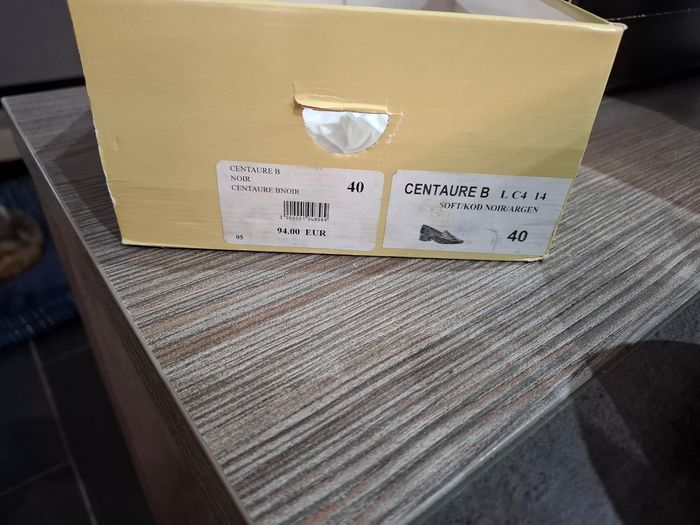 CENTAURE B
NOIR
CENTAURE BNOIR
40
94.00 EUR
05
CENTAURE B L C4 14
SOFT/KOD NOIR/ARGEN
40